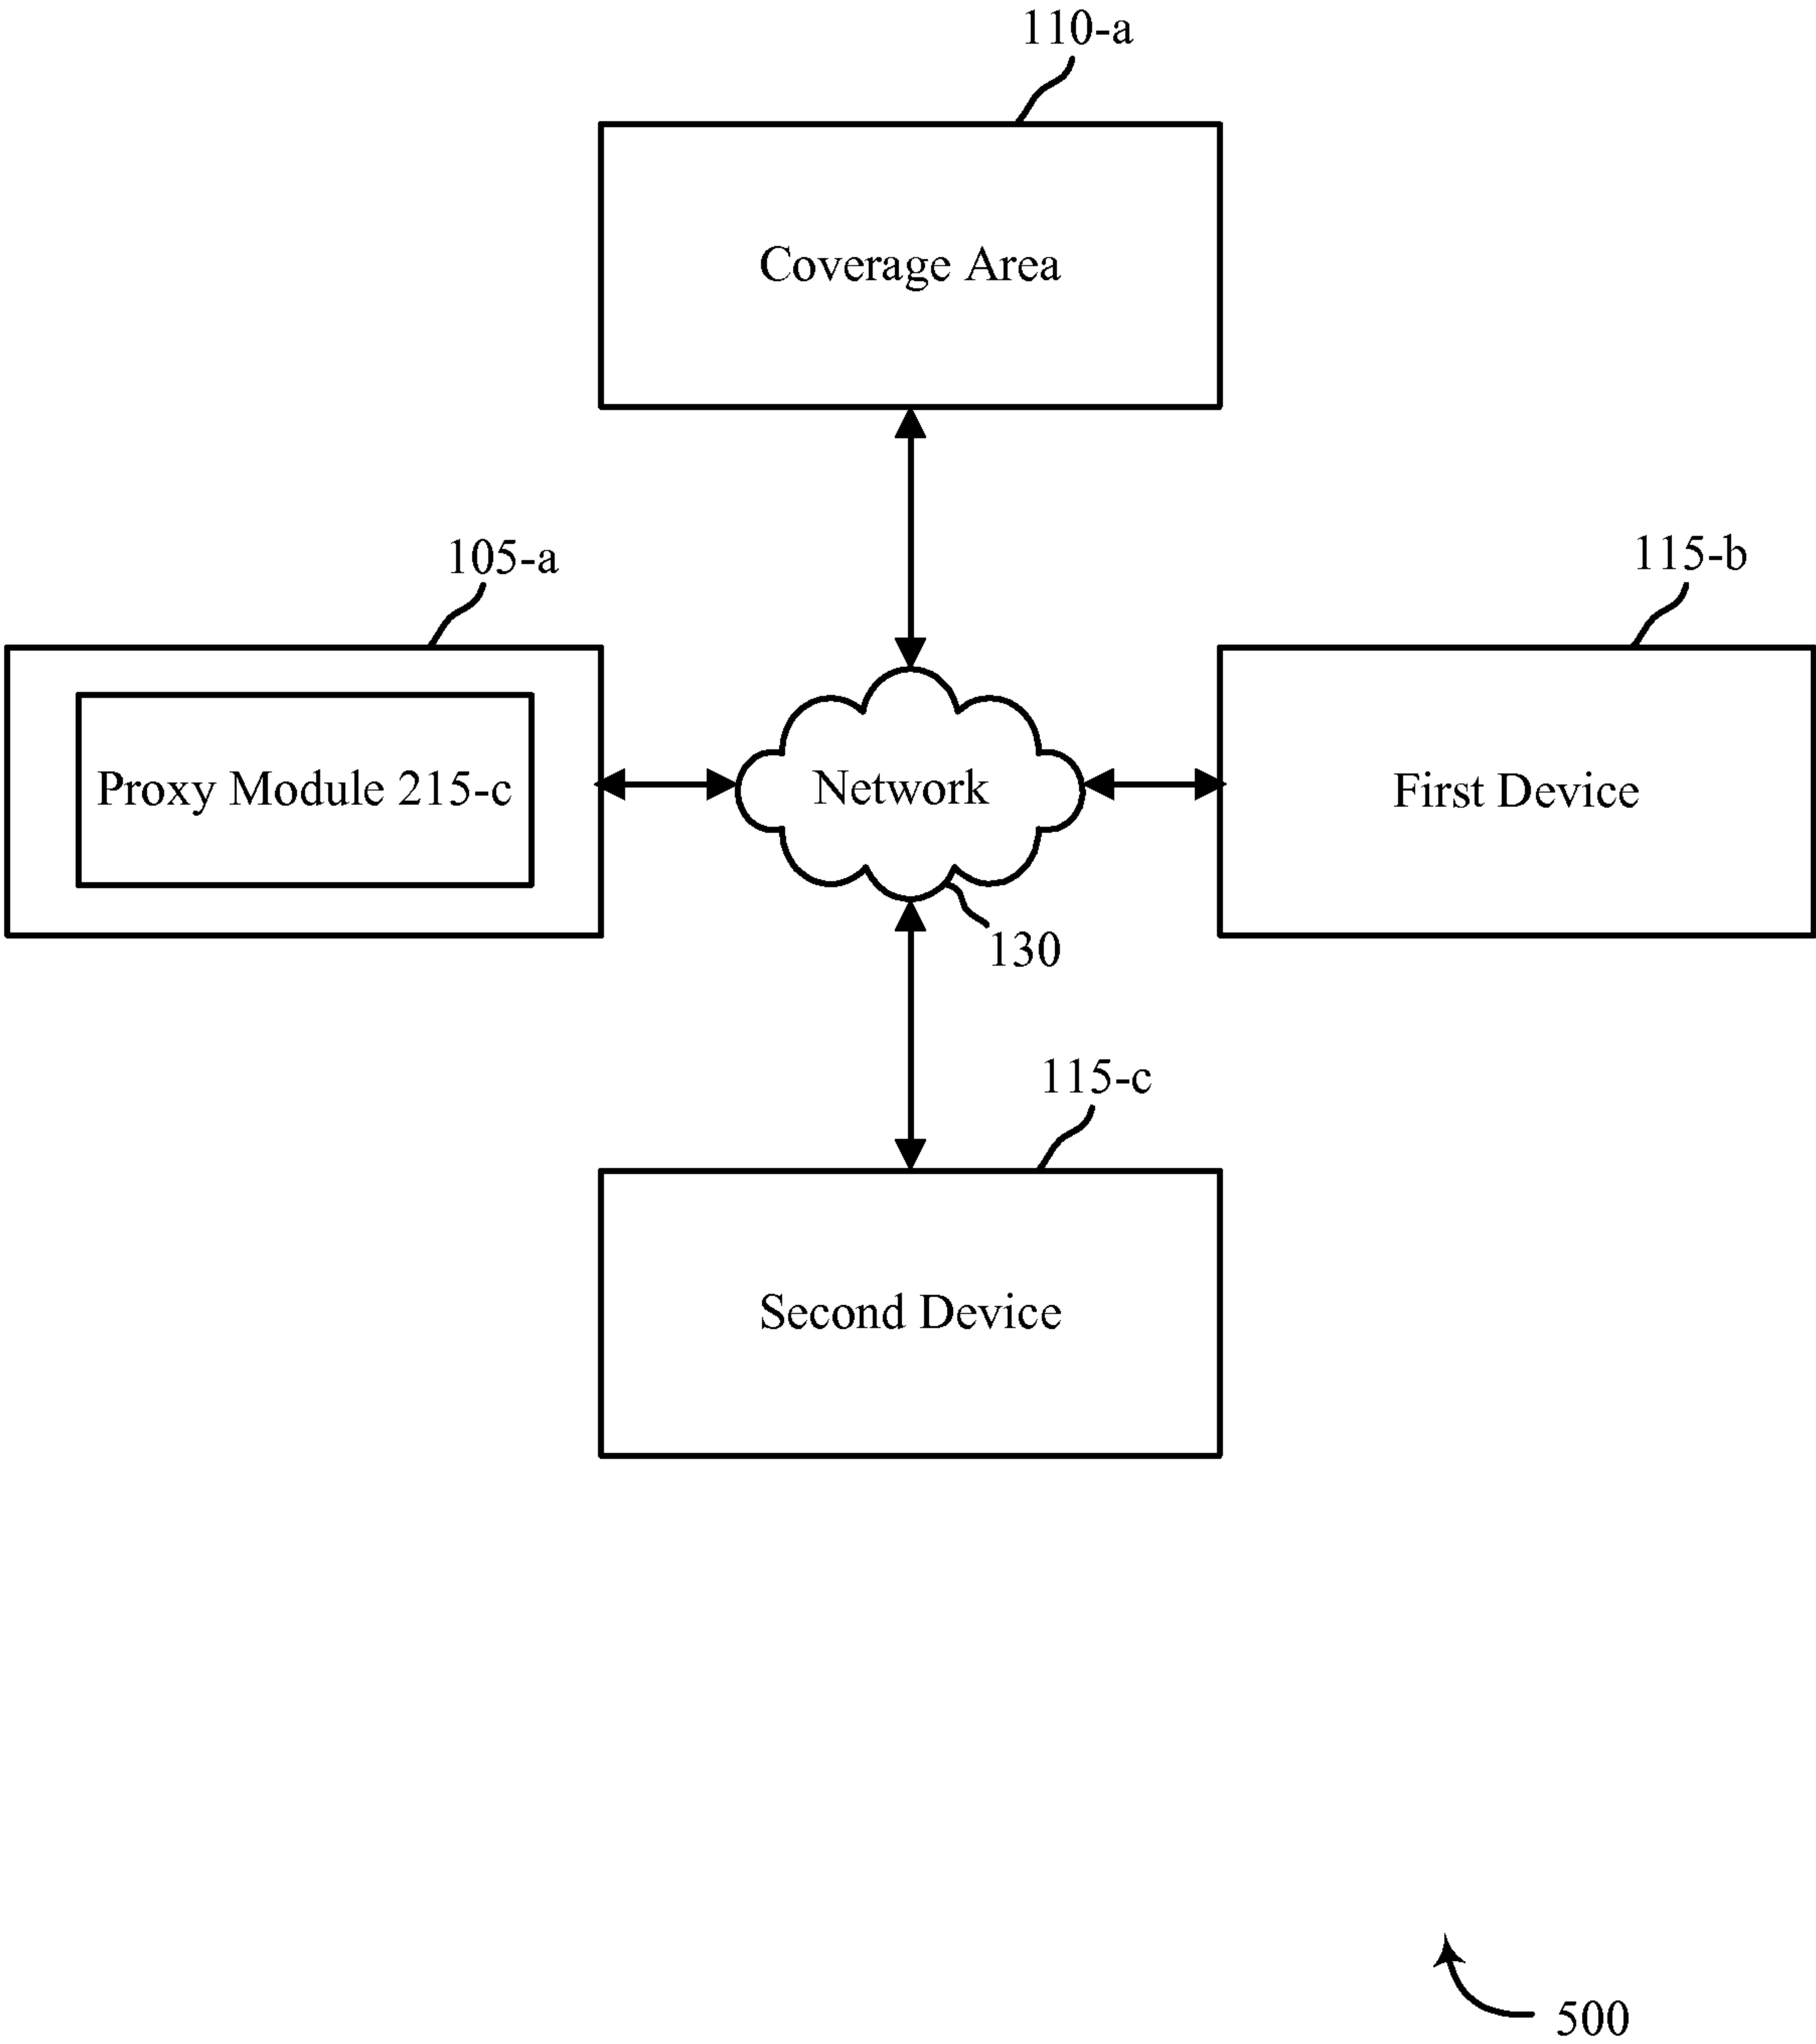 110-a
Coverage Area
105-a
115-b
Proxy Module 215-c
Network
First Device
130
115-c
Second Device
500